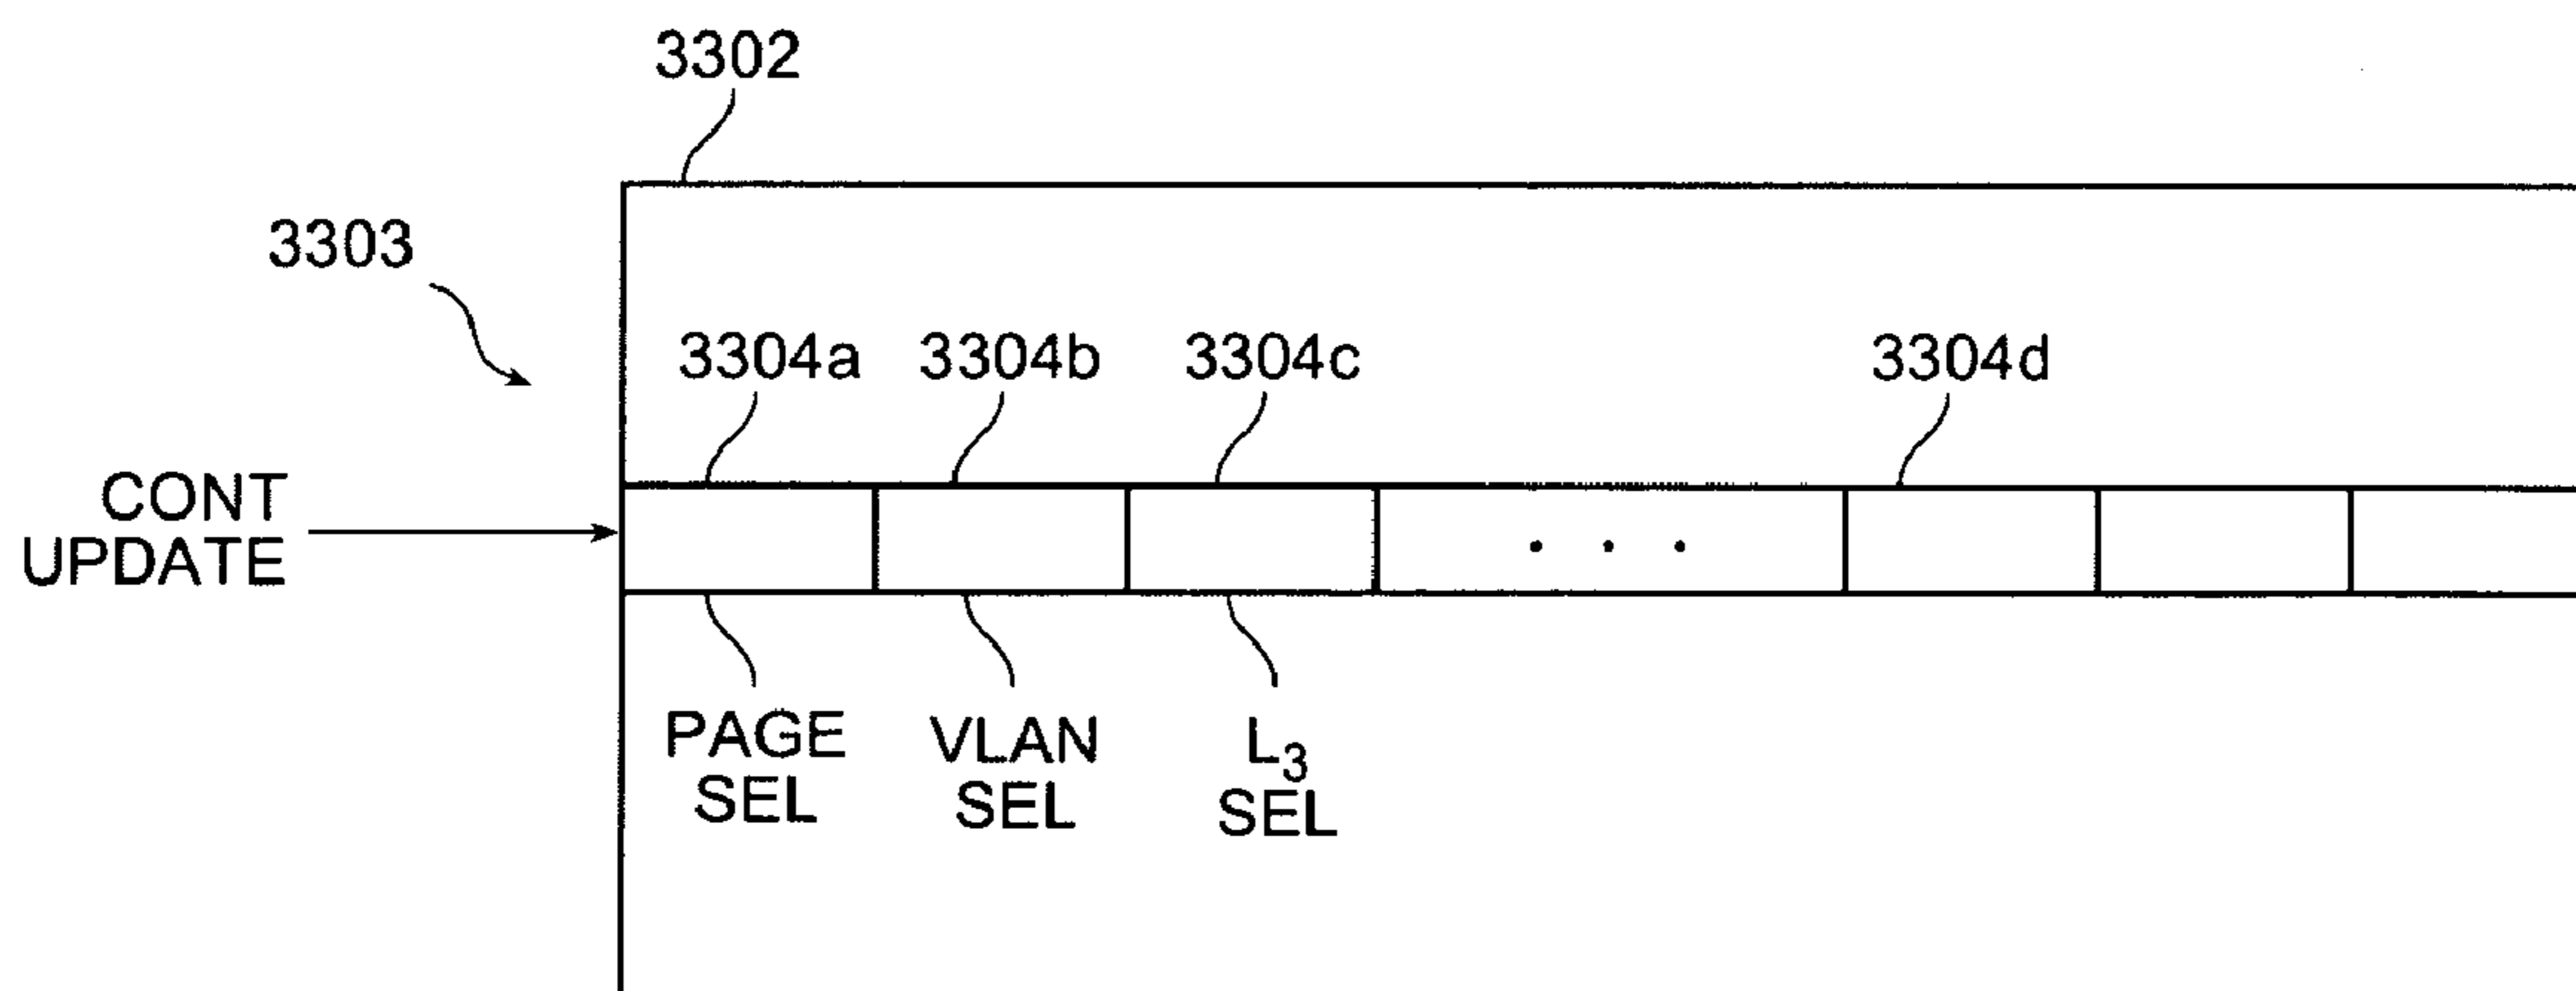 3302
3303
3304a 3304b 3304c 3304d
CONT
UPDATE
PAGE
SEL
VLAN
SEL
L3
SEL